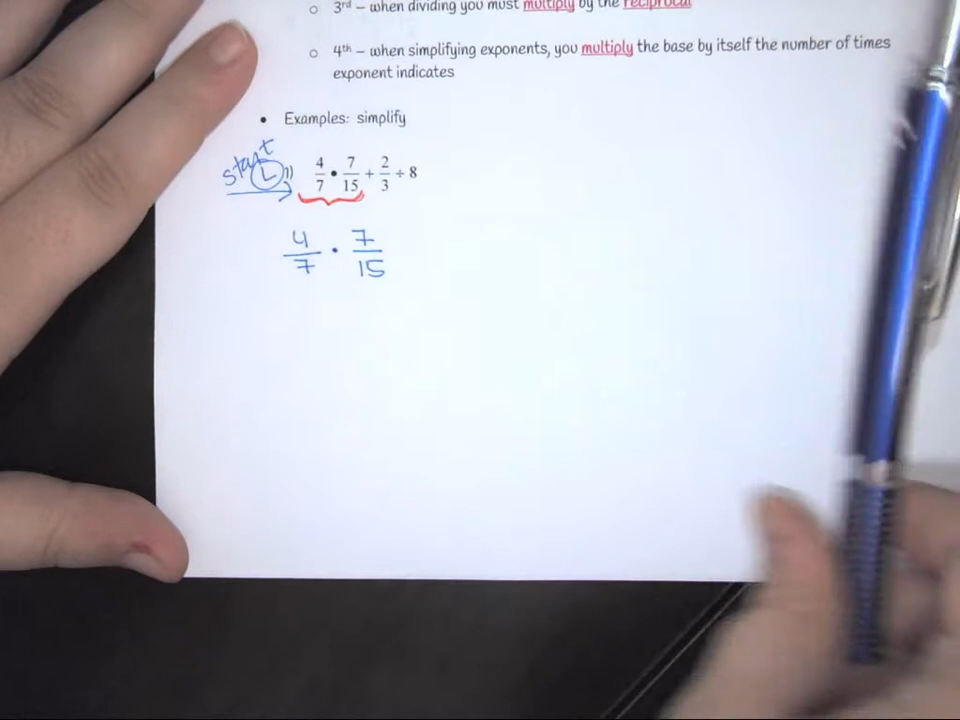 ○ 3rd – when dividing you must multiply by the reciprocal
○ 4th – when simplifying exponents, you multiply the base by itself the number of times
exponent indicates
• Examples: simplify
start
L 1) 4/7 • 7/15 + 2/3 ÷ 8
4/7 · 7/15